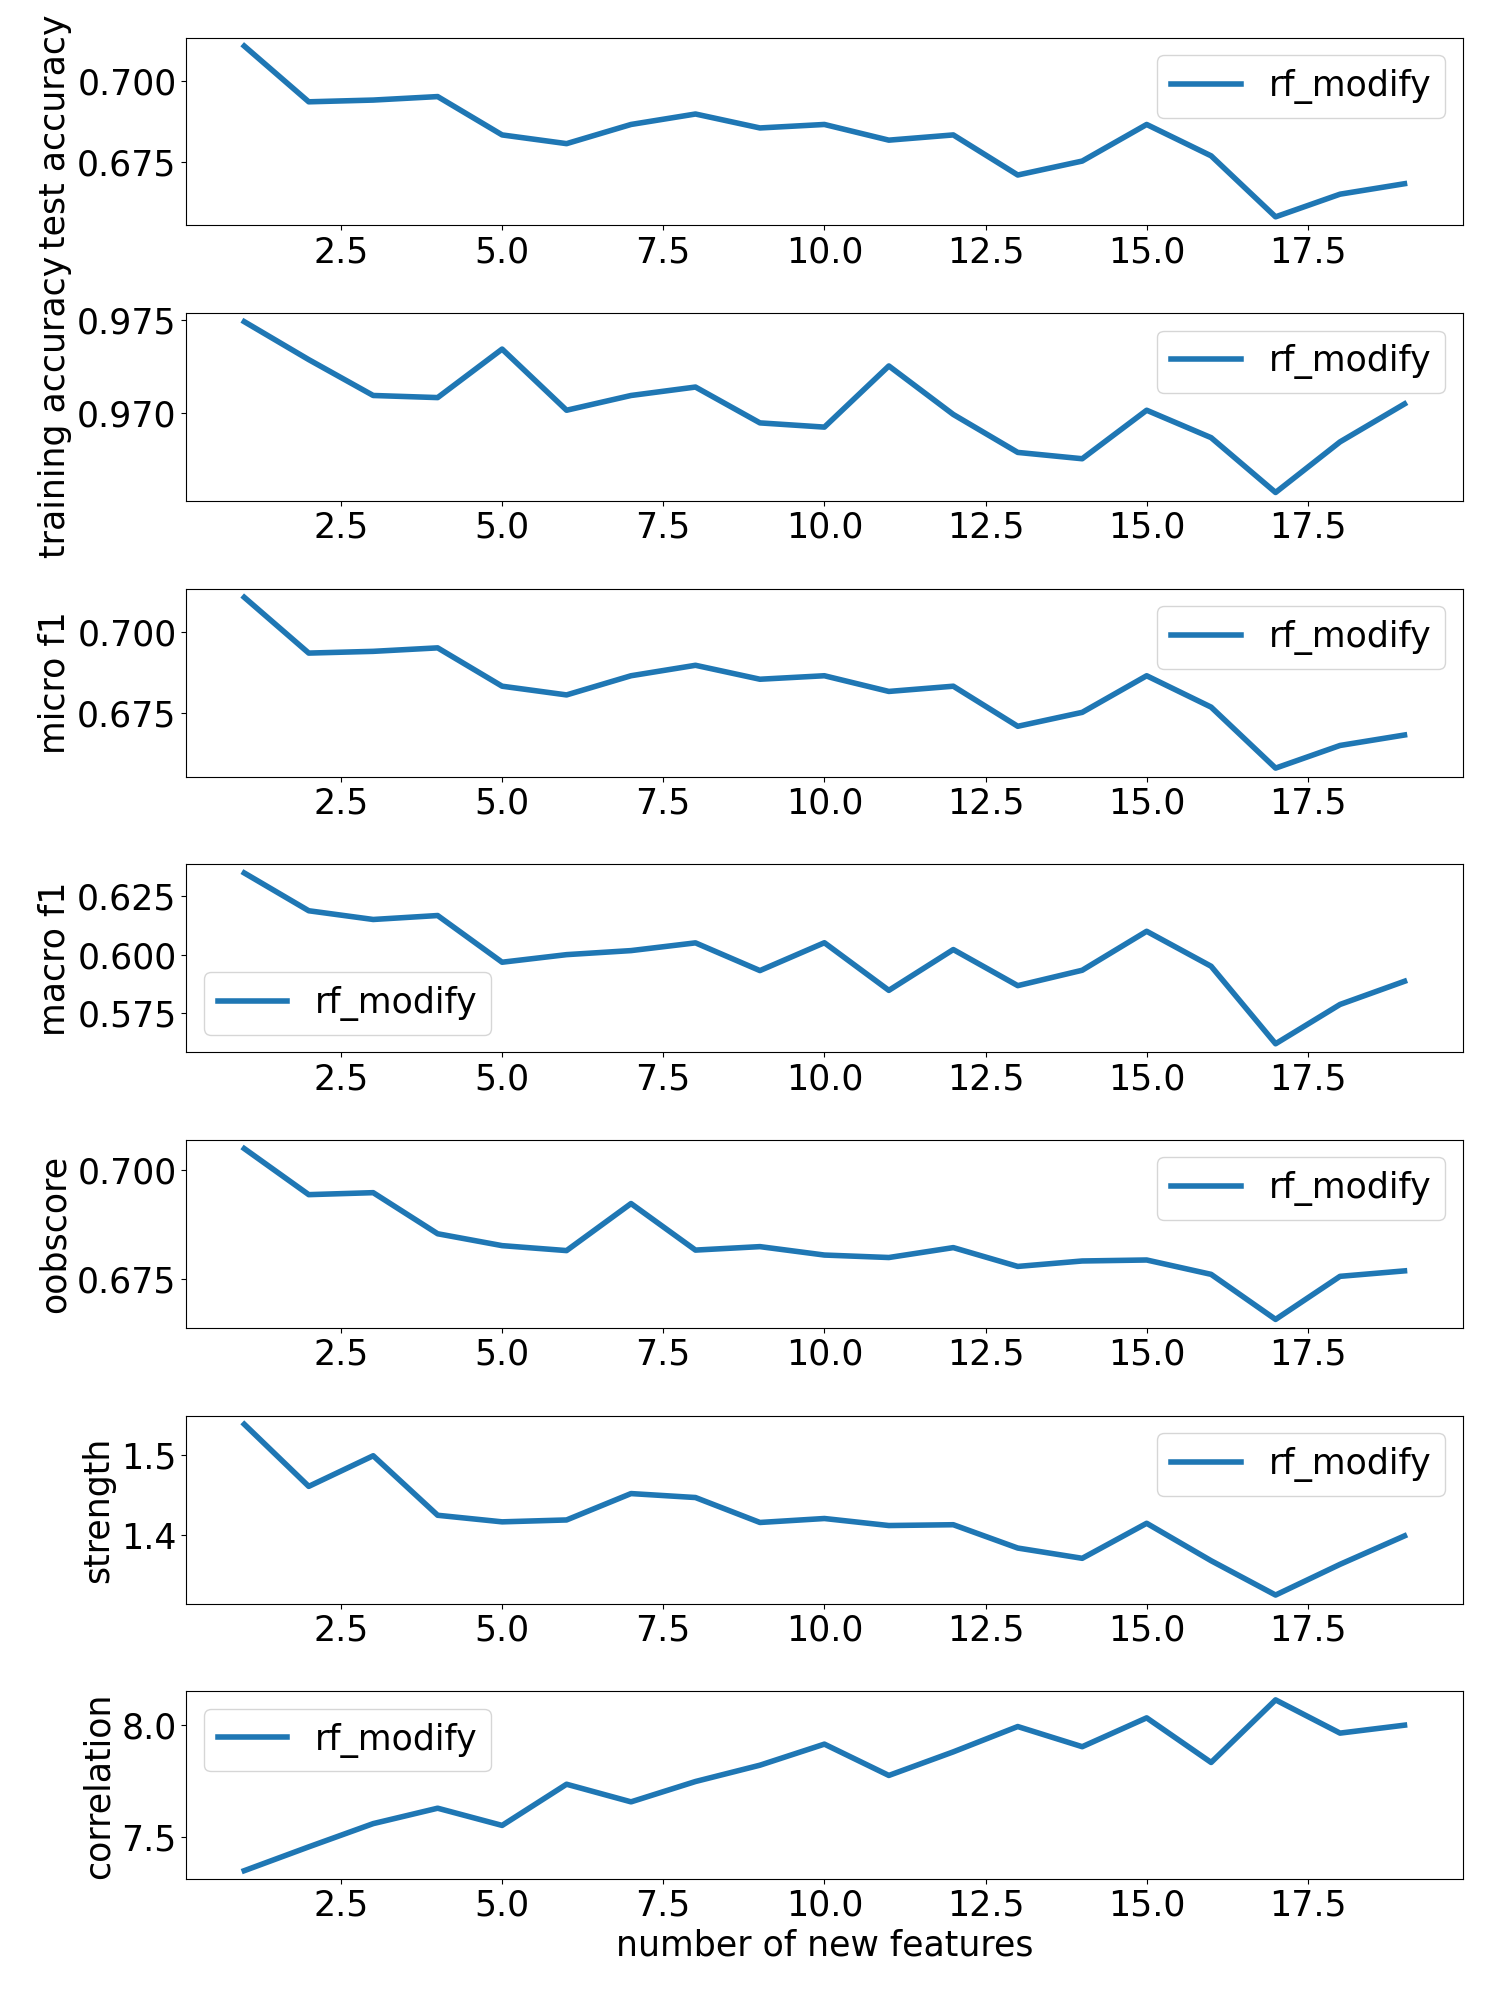 test accuracy
0.700
0.675
rf_modify
2.5 5.0 7.5 10.0 12.5 15.0 17.5
training accuracy
0.975
0.970
rf_modify
2.5 5.0 7.5 10.0 12.5 15.0 17.5
micro f1
0.700
0.675
rf_modify
2.5 5.0 7.5 10.0 12.5 15.0 17.5
macro f1
0.625
0.600
0.575
rf_modify
2.5 5.0 7.5 10.0 12.5 15.0 17.5
oobscore
0.700
0.675
rf_modify
2.5 5.0 7.5 10.0 12.5 15.0 17.5
strength
1.5
1.4
rf_modify
2.5 5.0 7.5 10.0 12.5 15.0 17.5
correlation
8.0
7.5
rf_modify
2.5 5.0 7.5 10.0 12.5 15.0 17.5
number of new features